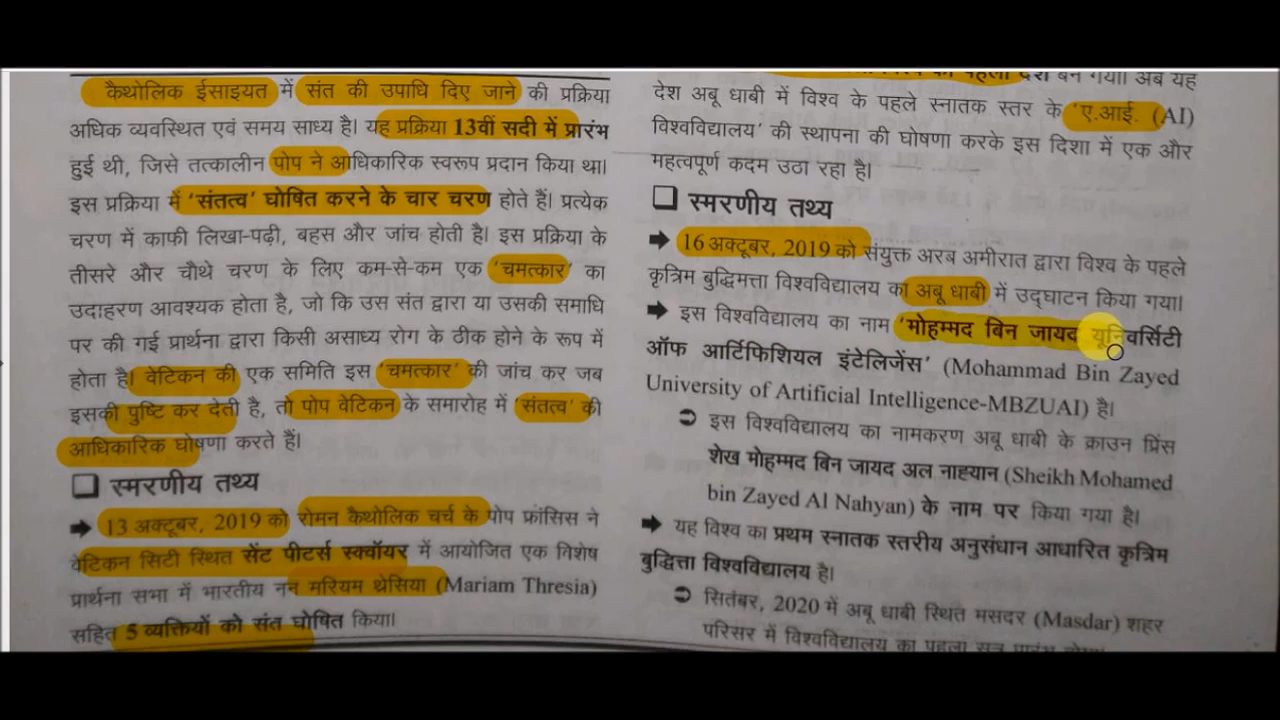 कैथोलिक ईसाइयत में संत की उपाधि दिए जाने की प्रक्रिया
अधिक व्यवस्थित एवं समय साध्य है। यह प्रक्रिया 13वीं सदी में प्रारंभ
हुई थी, जिसे तत्कालीन पोप ने आधिकारिक स्वरूप प्रदान किया था।
इस प्रक्रिया में 'संतत्व' घोषित करने के चार चरण होते हैं। प्रत्येक
चरण में काफी लिखा-पढ़ी, बहस और जांच होती है। इस प्रक्रिया के
तीसरे और चौथे चरण के लिए कम-से-कम एक 'चमत्कार' का
उदाहरण आवश्यक होता है, जो कि उस संत द्वारा या उसकी समाधि
पर की गई प्रार्थना द्वारा किसी असाध्य रोग के ठीक होने के रूप में
होता है। वेटिकन की एक समिति इस 'चमत्कार' की जांच कर जब
इसकी पुष्टि कर देती है, तो पोप वेटिकन के समारोह में 'संतत्व' की
आधिकारिक घोषणा करते हैं।
❑ स्मरणीय तथ्य
➡ 13 अक्टूबर, 2019 को रोमन कैथोलिक चर्च के पोप फ्रांसिस ने
वेटिकन सिटी स्थित सेंट पीटर्स स्क्वॉयर में आयोजित एक विशेष
प्रार्थना सभा में भारतीय नन मरियम थ्रेसिया (Mariam Thresia)
सहित 5 व्यक्तियों को संत घोषित किया।
का पहला देश बन गया। अब यह
देश अबू धाबी में विश्व के पहले स्नातक स्तर के 'ए.आई. (AI)
विश्वविद्यालय' की स्थापना की घोषणा करके इस दिशा में एक और
महत्वपूर्ण कदम उठा रहा है।
❑ स्मरणीय तथ्य
➡ 16 अक्टूबर, 2019 को संयुक्त अरब अमीरात द्वारा विश्व के पहले
कृत्रिम बुद्धिमत्ता विश्वविद्यालय का अबू धाबी में उद्घाटन किया गया।
➡ इस विश्वविद्यालय का नाम 'मोहम्मद बिन जायद यूनिवर्सिटी
ऑफ आर्टिफिशियल इंटेलिजेंस' (Mohammad Bin Zayed
University of Artificial Intelligence-MBZUAI) है।
➲ इस विश्वविद्यालय का नामकरण अबू धाबी के क्राउन प्रिंस
शेख मोहम्मद बिन जायद अल नाह्यान (Sheikh Mohamed
bin Zayed Al Nahyan) के नाम पर किया गया है।
➡ यह विश्व का प्रथम स्नातक स्तरीय अनुसंधान आधारित कृत्रिम
बुद्धित्ता विश्वविद्यालय है।
➲ सितंबर, 2020 में अबू धाबी स्थित मसदर (Masdar) शहर
परिसर में विश्वविद्यालय का पहला सत्र प्रारंभ